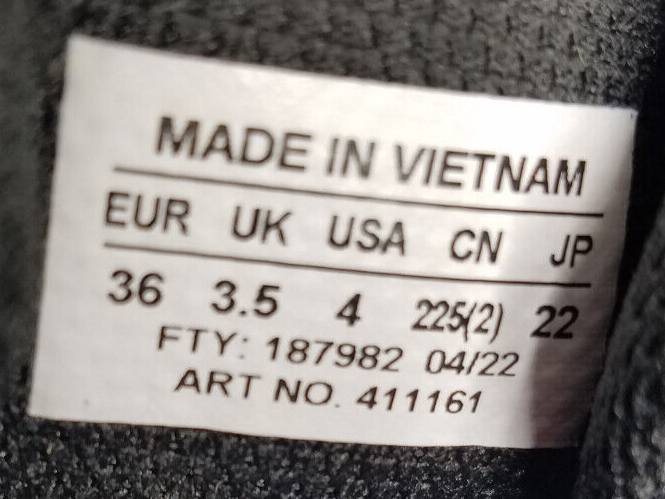 MADE IN VIETNAM
EUR UK USA CN JP
36 3.5 4 225(2) 22
FTY: 187982 04/22
ART NO. 411161